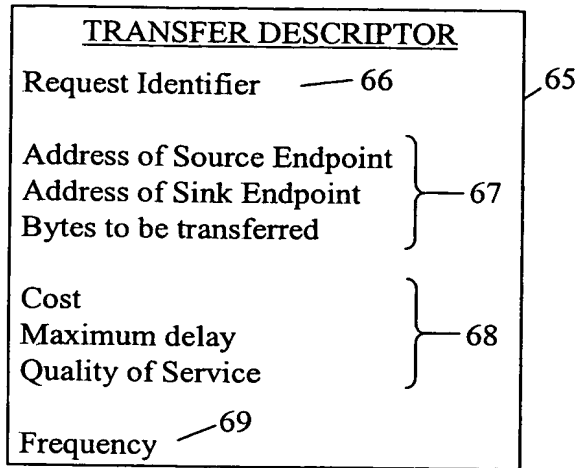 TRANSFER DESCRIPTOR
Request Identifier 66
65
Address of Source Endpoint
Address of Sink Endpoint
Bytes to be transferred
67
Cost
Maximum delay
Quality of Service
68
Frequency 69